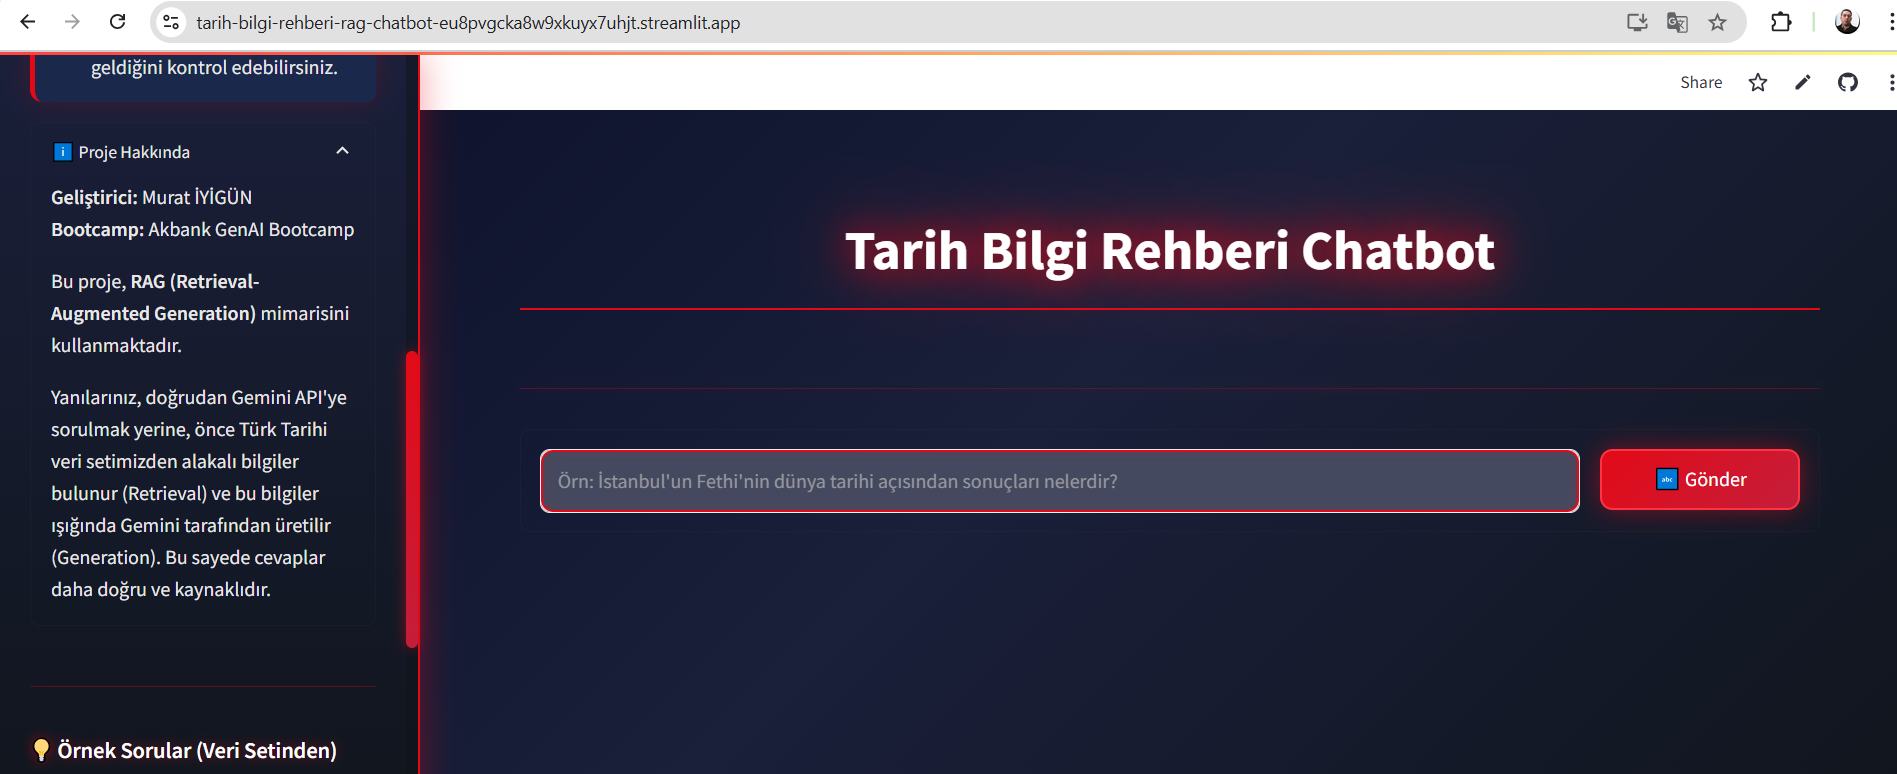 tarih-bilgi-rehberi-rag-chatbot-eu8pvgcka8w9xkuyx7uhjt.streamlit.app
geldiğini kontrol edebilirsiniz.
Proje Hakkında
Geliştirici: Murat İYİGÜN
Bootcamp: Akbank GenAI Bootcamp
Bu proje, RAG (Retrieval-
Augmented Generation) mimarisini
kullanmaktadır.
Yanılarınız, doğrudan Gemini API'ye
sorulmak yerine, önce Türk Tarihi
veri setimizden alakalı bilgiler
bulunur (Retrieval) ve bu bilgiler
ışığında Gemini tarafından üretilir
(Generation). Bu sayede cevaplar
daha doğru ve kaynaklıdır.
Örnek Sorular (Veri Setinden)
Share
Tarih Bilgi Rehberi Chatbot
Örn: İstanbul'un Fethi'nin dünya tarihi açısından sonuçları nelerdir?
abc Gönder